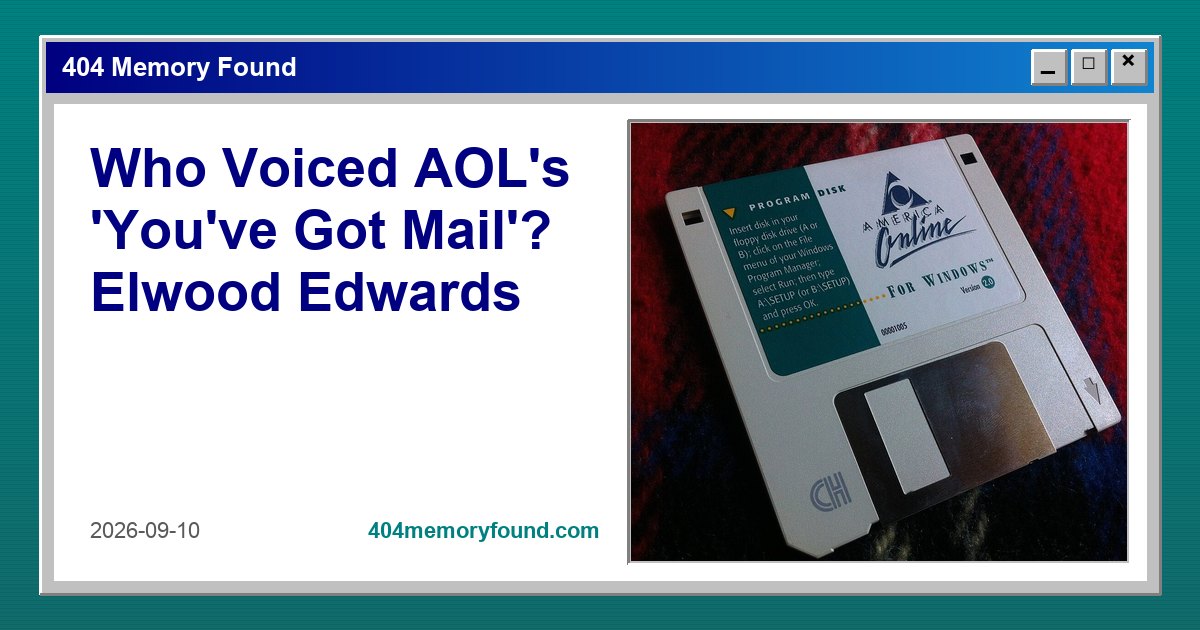 404 Memory Found
Who Voiced AOL's
'You've Got Mail'?
Elwood Edwards
2026-09-10
404memoryfound.com
PROGRAM DISK
Insert disk in your
floppy disk drive (A or
B); click on the File
menu of your Windows
Program Manager;
select Run; then type
A:\SETUP (or B:\SETUP)
and press OK.
AMERICA
Online
FOR WINDOWS™
Version 2.0
00001005
CH